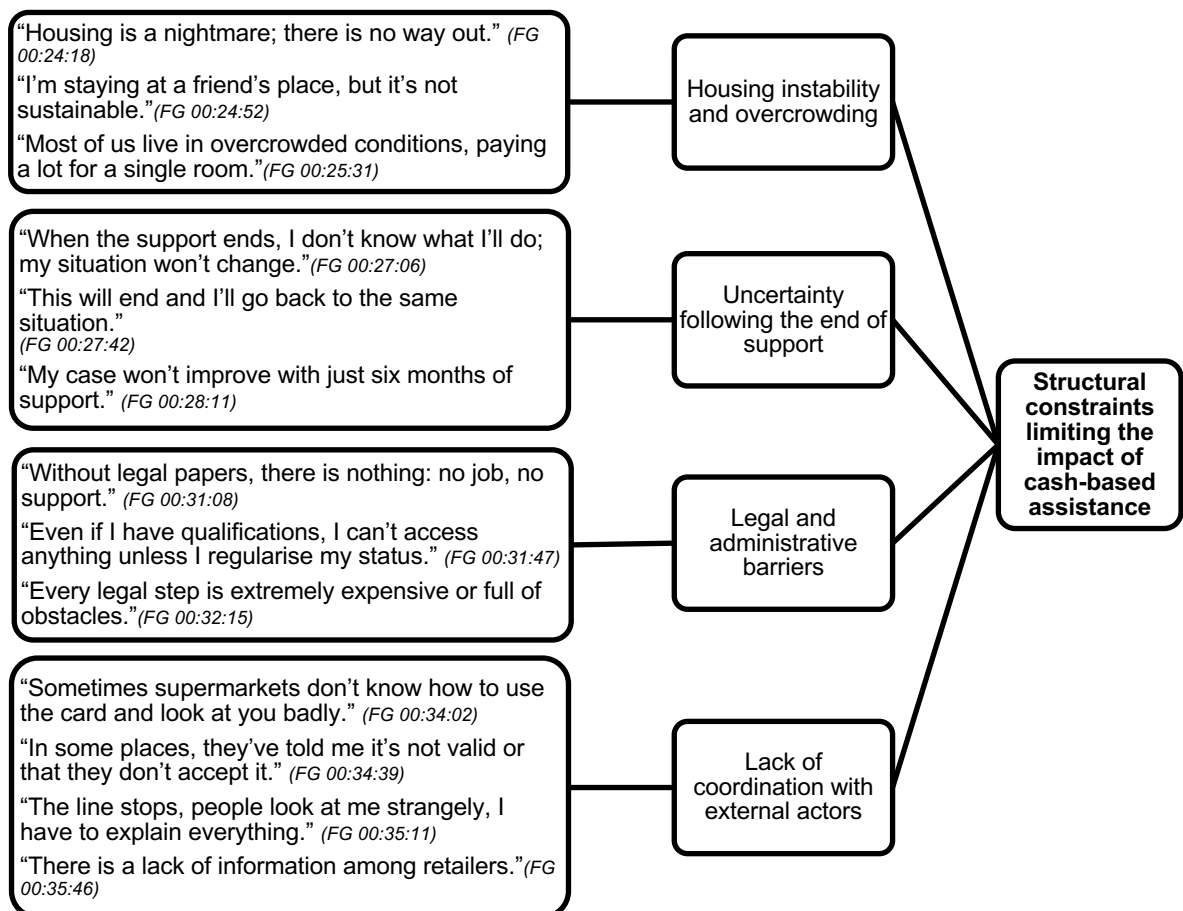 “Housing is a nightmare; there is no way out.” (FG
00:24:18)
“I’m staying at a friend’s place, but it’s not
sustainable.”(FG 00:24:52)
“Most of us live in overcrowded conditions, paying
a lot for a single room.”(FG 00:25:31)
Housing instability
and overcrowding
“When the support ends, I don’t know what I’ll do;
my situation won’t change.”(FG 00:27:06)
“This will end and I’ll go back to the same
situation.”
(FG 00:27:42)
“My case won’t improve with just six months of
support.” (FG 00:28:11)
Uncertainty
following the end of
support
“Without legal papers, there is nothing: no job, no
support.” (FG 00:31:08)
“Even if I have qualifications, I can’t access
anything unless I regularise my status.” (FG 00:31:47)
“Every legal step is extremely expensive or full of
obstacles.”(FG 00:32:15)
Legal and
administrative
barriers
“Sometimes supermarkets don’t know how to use
the card and look at you badly.” (FG 00:34:02)
“In some places, they’ve told me it’s not valid or
that they don’t accept it.” (FG 00:34:39)
“The line stops, people look at me strangely, I
have to explain everything.” (FG 00:35:11)
“There is a lack of information among retailers.”(FG
00:35:46)
Lack of
coordination with
external actors
Structural
constraints
limiting the
impact of
cash-based
assistance